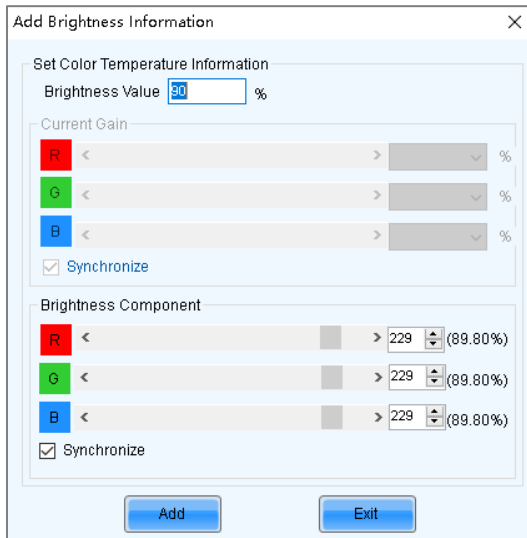 Add Brightness Information
Set Color Temperature Information
Brightness Value 90 %
Current Gain
R %
G %
B %
Synchronize
Brightness Component
R 229 (89.80%)
G 229 (89.80%)
B 229 (89.80%)
Synchronize
Add Exit